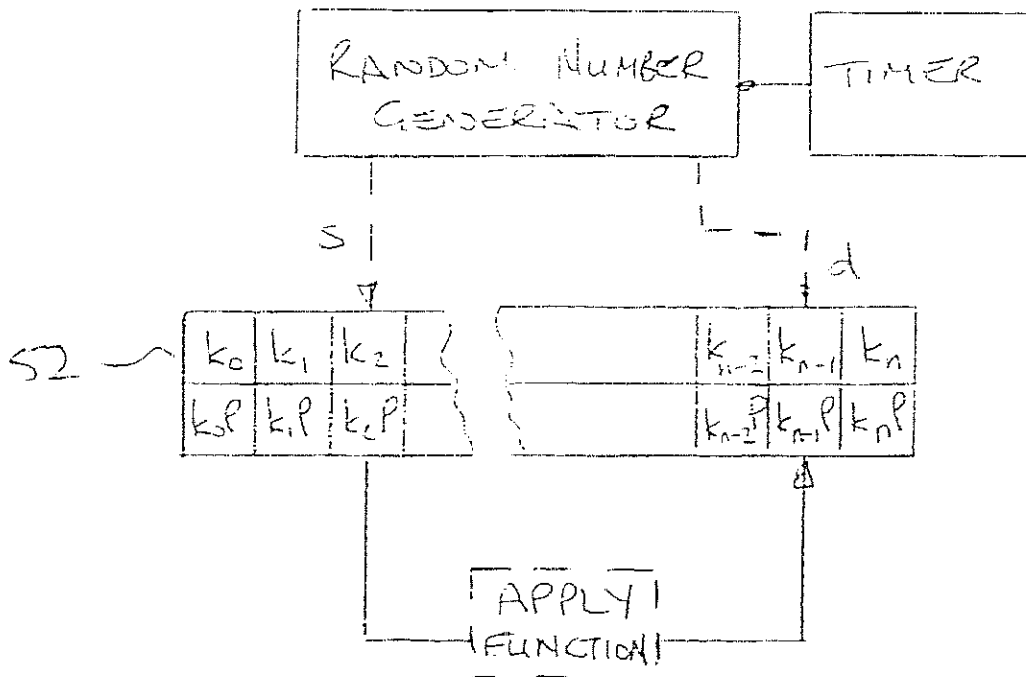 RANDOM NUMBER
GENERATOR
TIMER
S
d
52
k₀ k₁ k₂ kₙ₋₂ kₙ₋₁ kₙ
k₀P k₁P k₂P kₙ₋₂P kₙ₋₁P kₙP
APPLY
FUNCTION